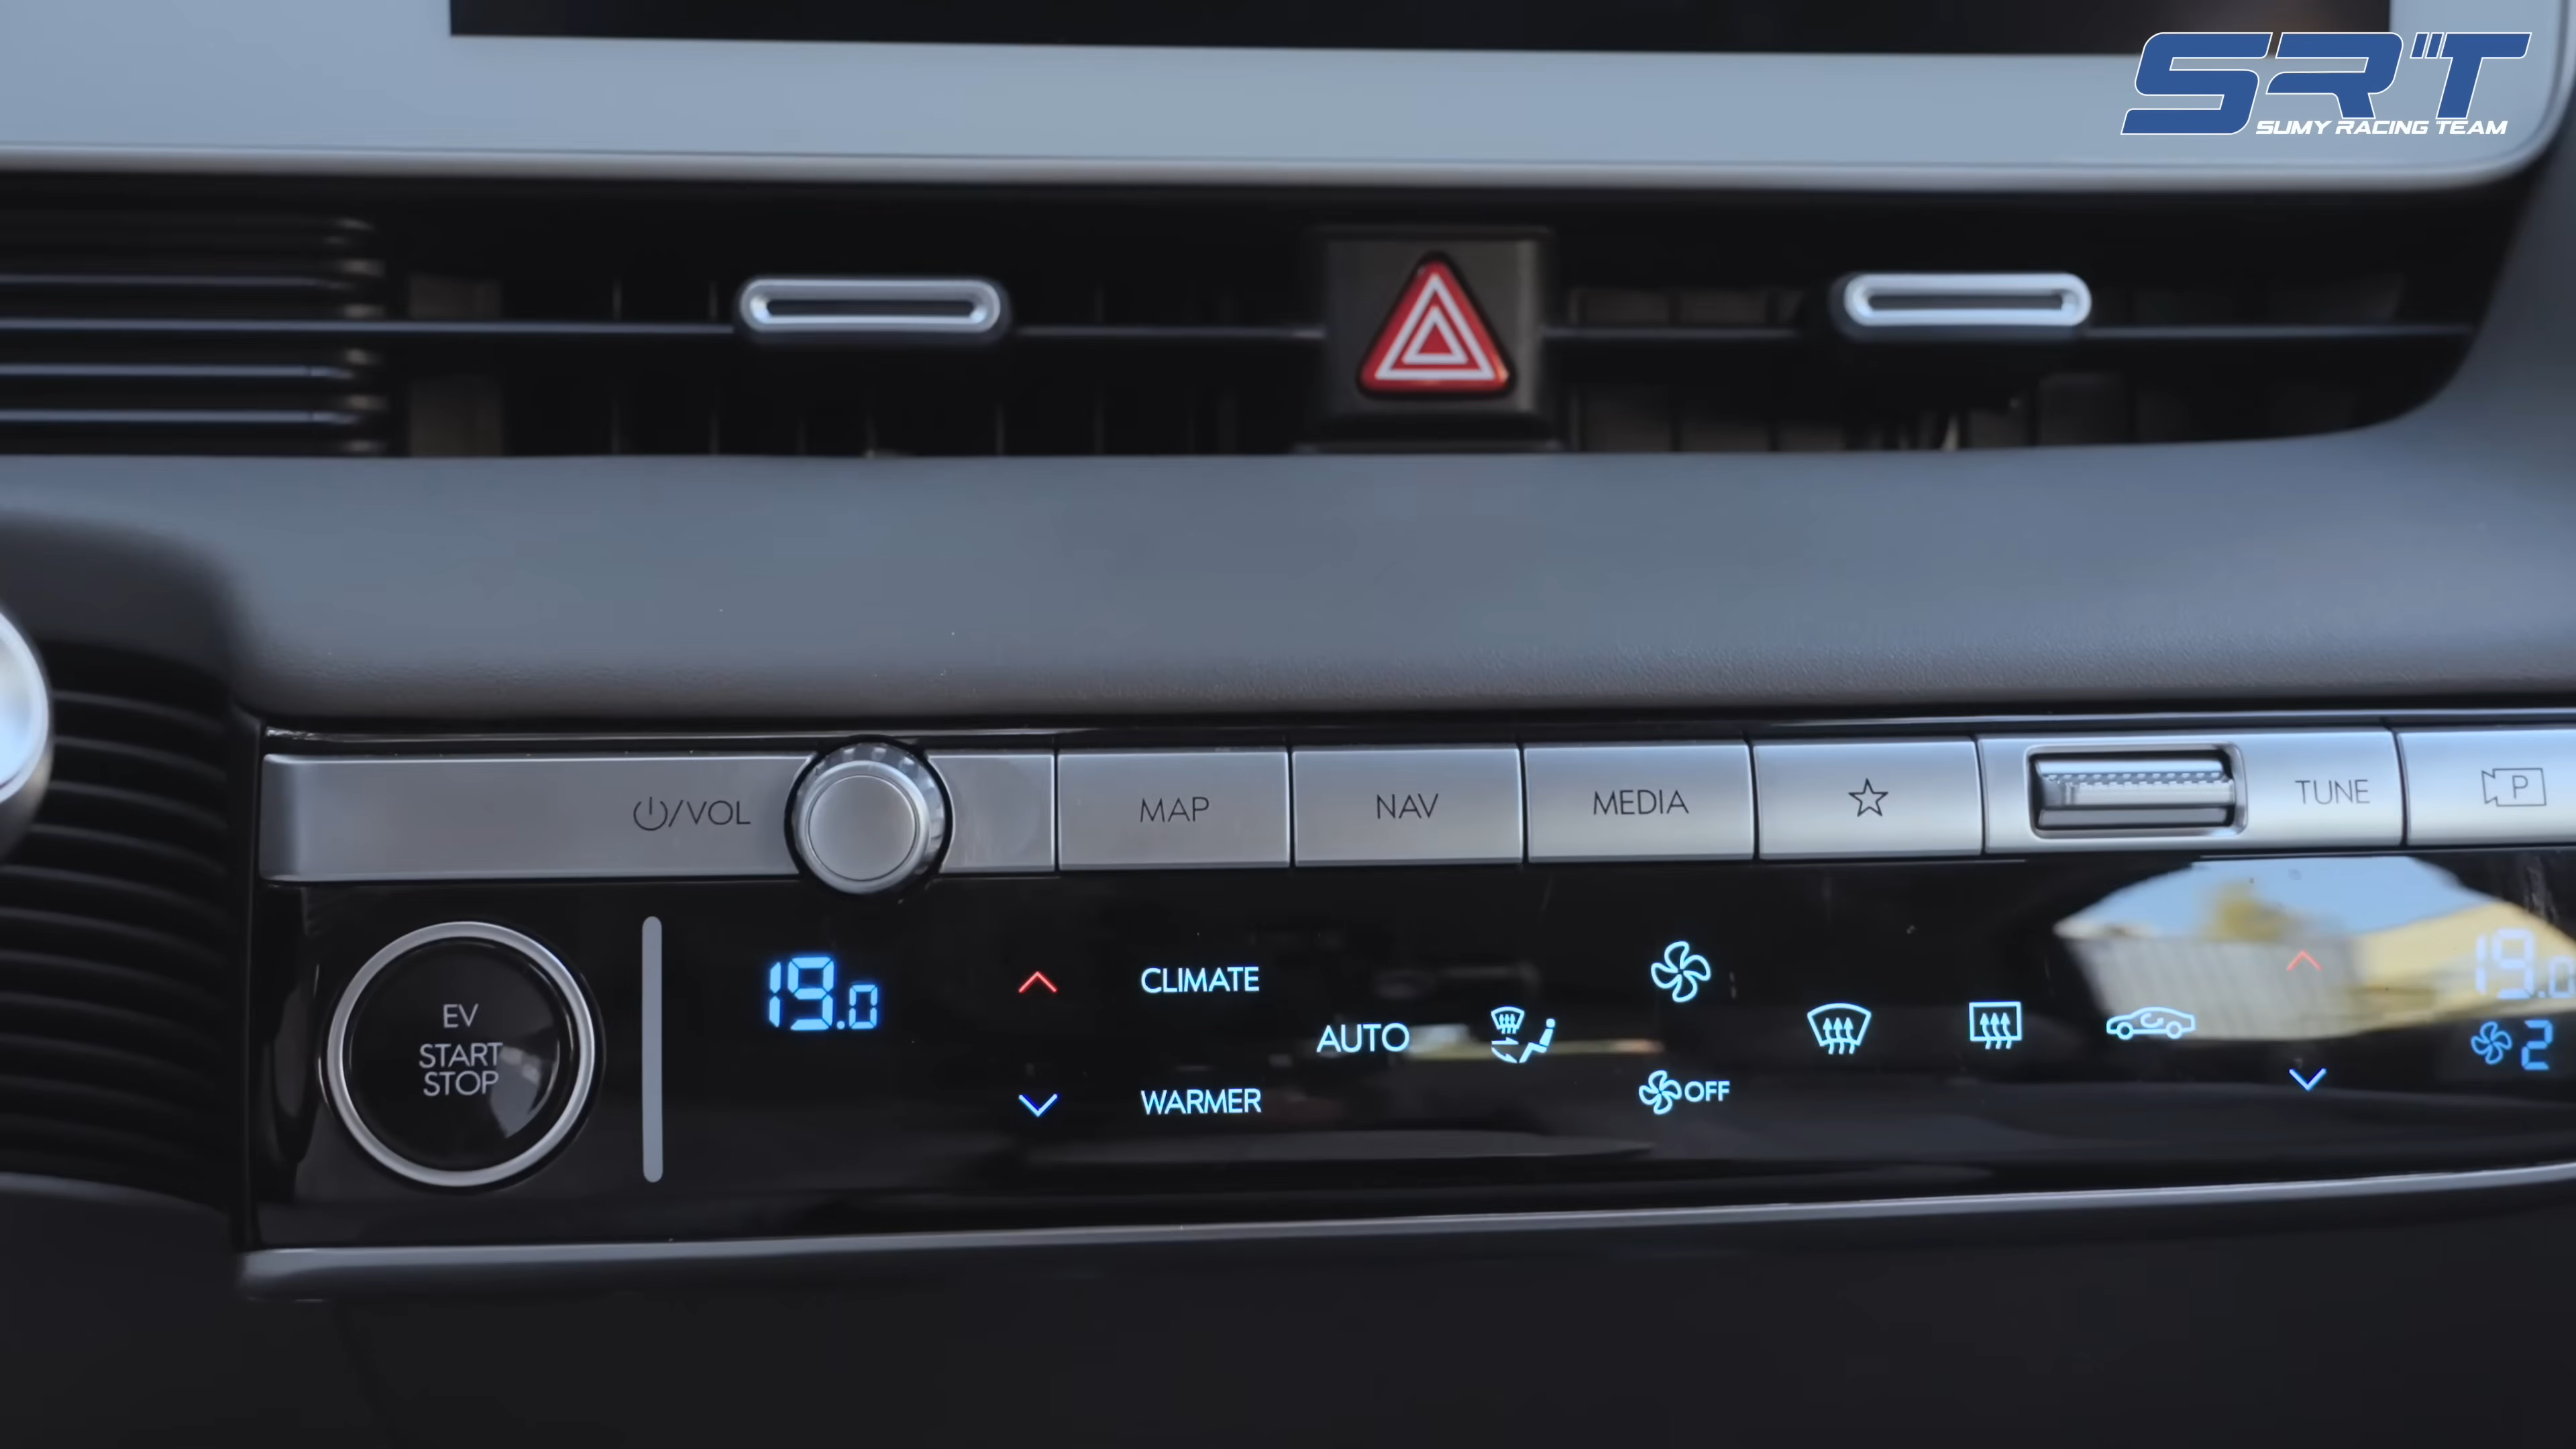 SRT
SUMY RACING TEAM
/VOL
MAP
NAV
MEDIA
TUNE
P
EV
START
STOP
19.0
CLIMATE
WARMER
AUTO
OFF
19.0
2